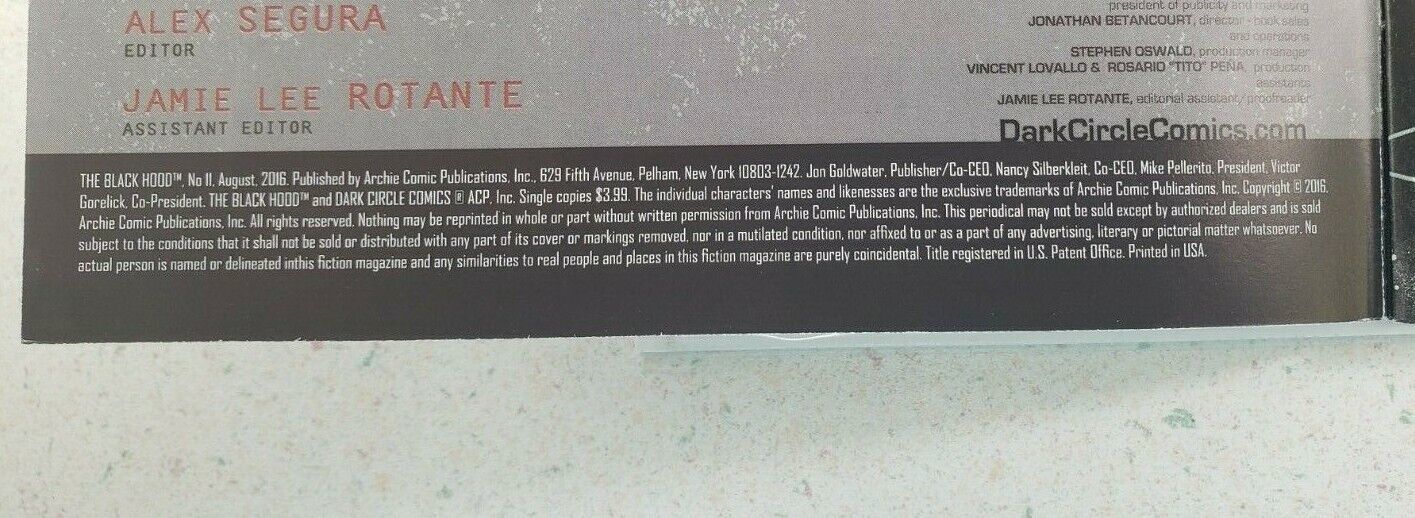 ALEX SEGURA
EDITOR
JAMIE LEE ROTANTE
ASSISTANT EDITOR
president of publicity and marketing
JONATHAN BETANCOURT, director - book sales
and operations
STEPHEN OSWALD, production manager
VINCENT LOVALLO & ROSARIO "TITO" PEÑA, production
assistants
JAMIE LEE ROTANTE, editorial assistant/proofreader
DarkCircleComics.com
THE BLACK HOOD™, No 11, August, 2016. Published by Archie Comic Publications, Inc., 629 Fifth Avenue, Pelham, New York 10803-1242. Jon Goldwater, Publisher/Co-CEO, Nancy Silberkleit, Co-CEO, Mike Pellerito, President, Victor
Gorelick, Co-President. THE BLACK HOOD™ and DARK CIRCLE COMICS ® ACP, Inc. Single copies $3.99. The individual characters' names and likenesses are the exclusive trademarks of Archie Comic Publications, Inc. Copyright © 2016,
Archie Comic Publications, Inc. All rights reserved. Nothing may be reprinted in whole or part without written permission from Archie Comic Publications, Inc. This periodical may not be sold except by authorized dealers and is sold
subject to the conditions that it shall not be sold or distributed with any part of its cover or markings removed, nor in a mutilated condition, nor affixed to or as a part of any advertising, literary or pictorial matter whatsoever. No
actual person is named or delineated inthis fiction magazine and any similarities to real people and places in this fiction magazine are purely coincidental. Title registered in U.S. Patent Office. Printed in USA.